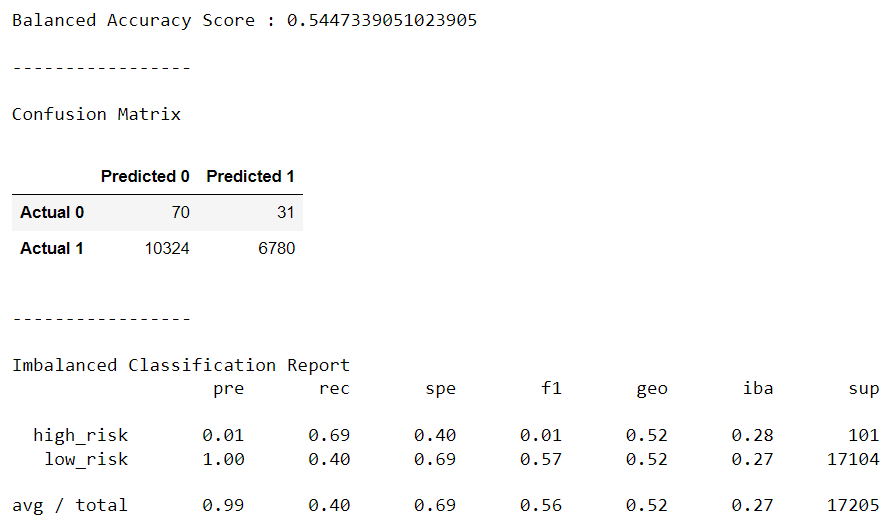 Balanced Accuracy Score : 0.5447339051023905
-----------------
Confusion Matrix
Predicted 0 Predicted 1
Actual 0 70 31
Actual 1 10324 6780
-----------------
Imbalanced Classification Report
pre rec spe f1 geo iba sup
high_risk 0.01 0.69 0.40 0.01 0.52 0.28 101
low_risk 1.00 0.40 0.69 0.57 0.52 0.27 17104
avg / total 0.99 0.40 0.69 0.56 0.52 0.27 17205